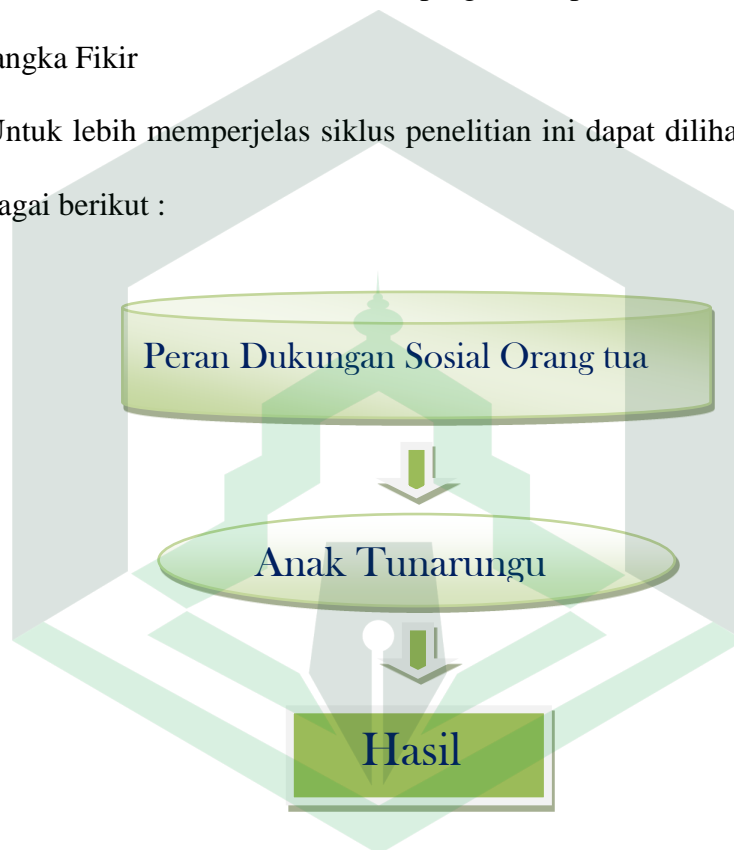 angka Fikir
Untuk lebih memperjelas siklus penelitian ini dapat diliha
agai berikut :
Peran Dukungan Sosial Orang tua
Anak Tunarungu
Hasil